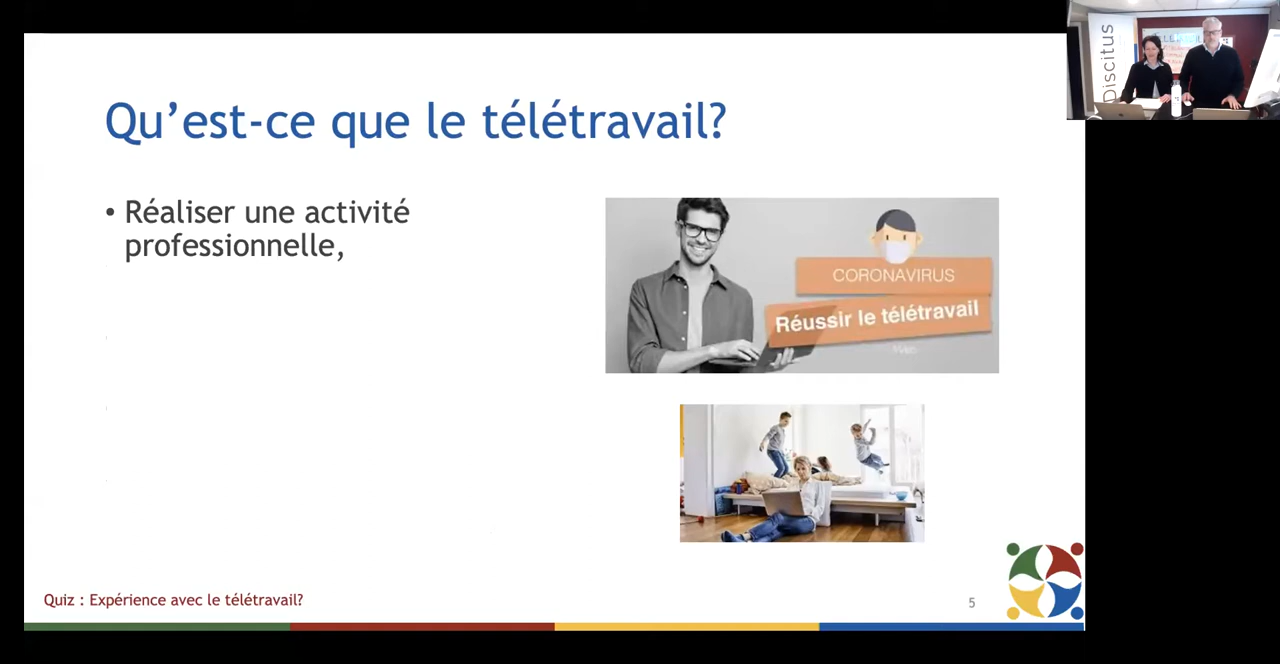 Qu’est-ce que le télétravail?
• Réaliser une activité
professionnelle,
CORONAVIRUS
Réussir le télétravail
Quiz : Expérience avec le télétravail?
5
Discitus